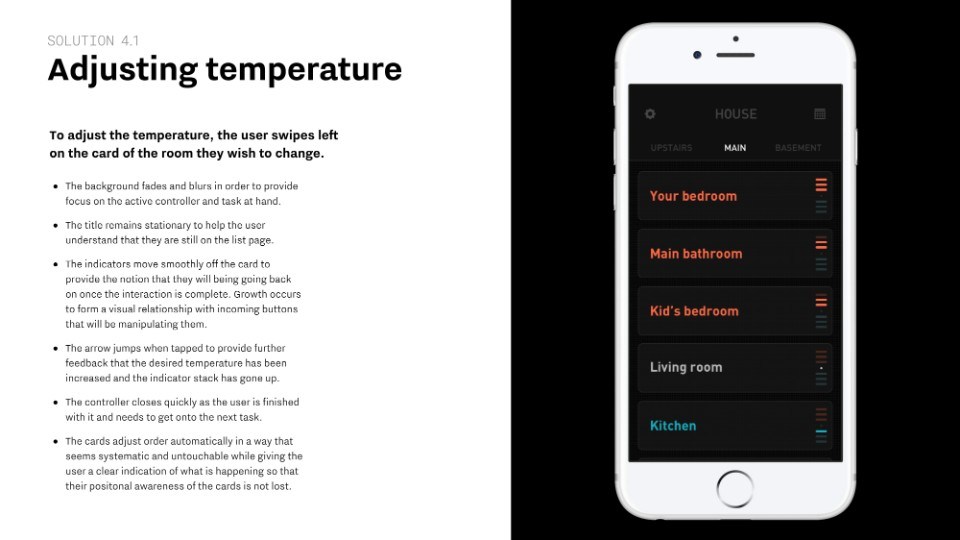 SOLUTION 4.1
Adjusting temperature
To adjust the temperature, the user swipes left
on the card of the room they wish to change.
• The background fades and blurs in order to provide
focus on the active controller and task at hand.
• The title remains stationary to help the user
understand that they are still on the list page.
• The indicators move smoothly off the card to
provide the notion that they will being going back
on once the interaction is complete. Growth occurs
to form a visual relationship with incoming buttons
that will be manipulating them.
• The arrow jumps when tapped to provide further
feedback that the desired temperature has been
increased and the indicator stack has gone up.
• The controller closes quickly as the user is finished
with it and needs to get onto the next task.
• The cards adjust order automatically in a way that
seems systematic and untouchable while giving the
user a clear indication of what is happening so that
their positonal awareness of the cards is not lost.
HOUSE
UPSTAIRS MAIN BASEMENT
Your bedroom
Main bathroom
Kid's bedroom
Living room
Kitchen